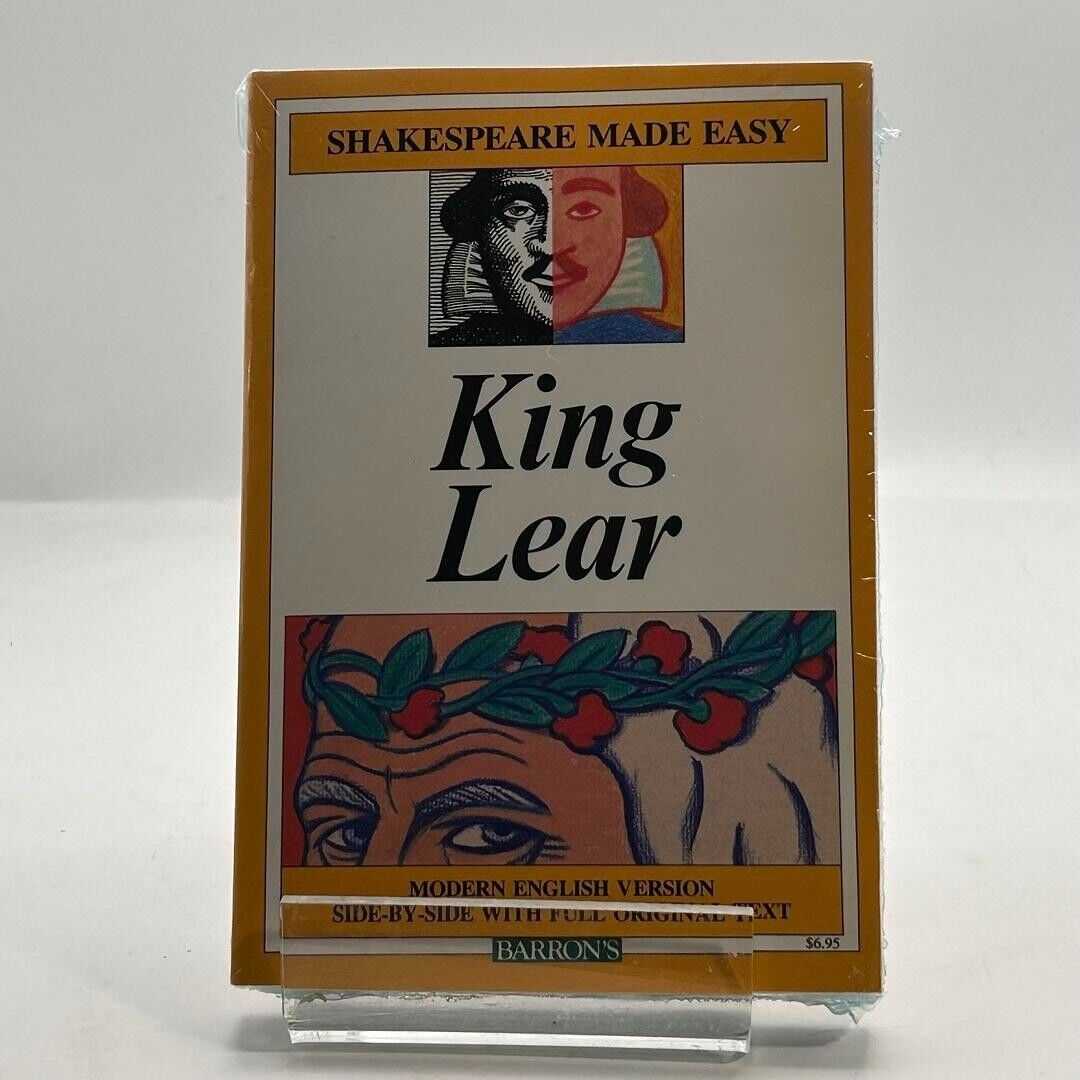 SHAKESPEARE MADE EASY
King
Lear
MODERN ENGLISH VERSION
SIDE-BY-SIDE WITH FULL ORIGINAL TEXT
BARRON'S
$6.95